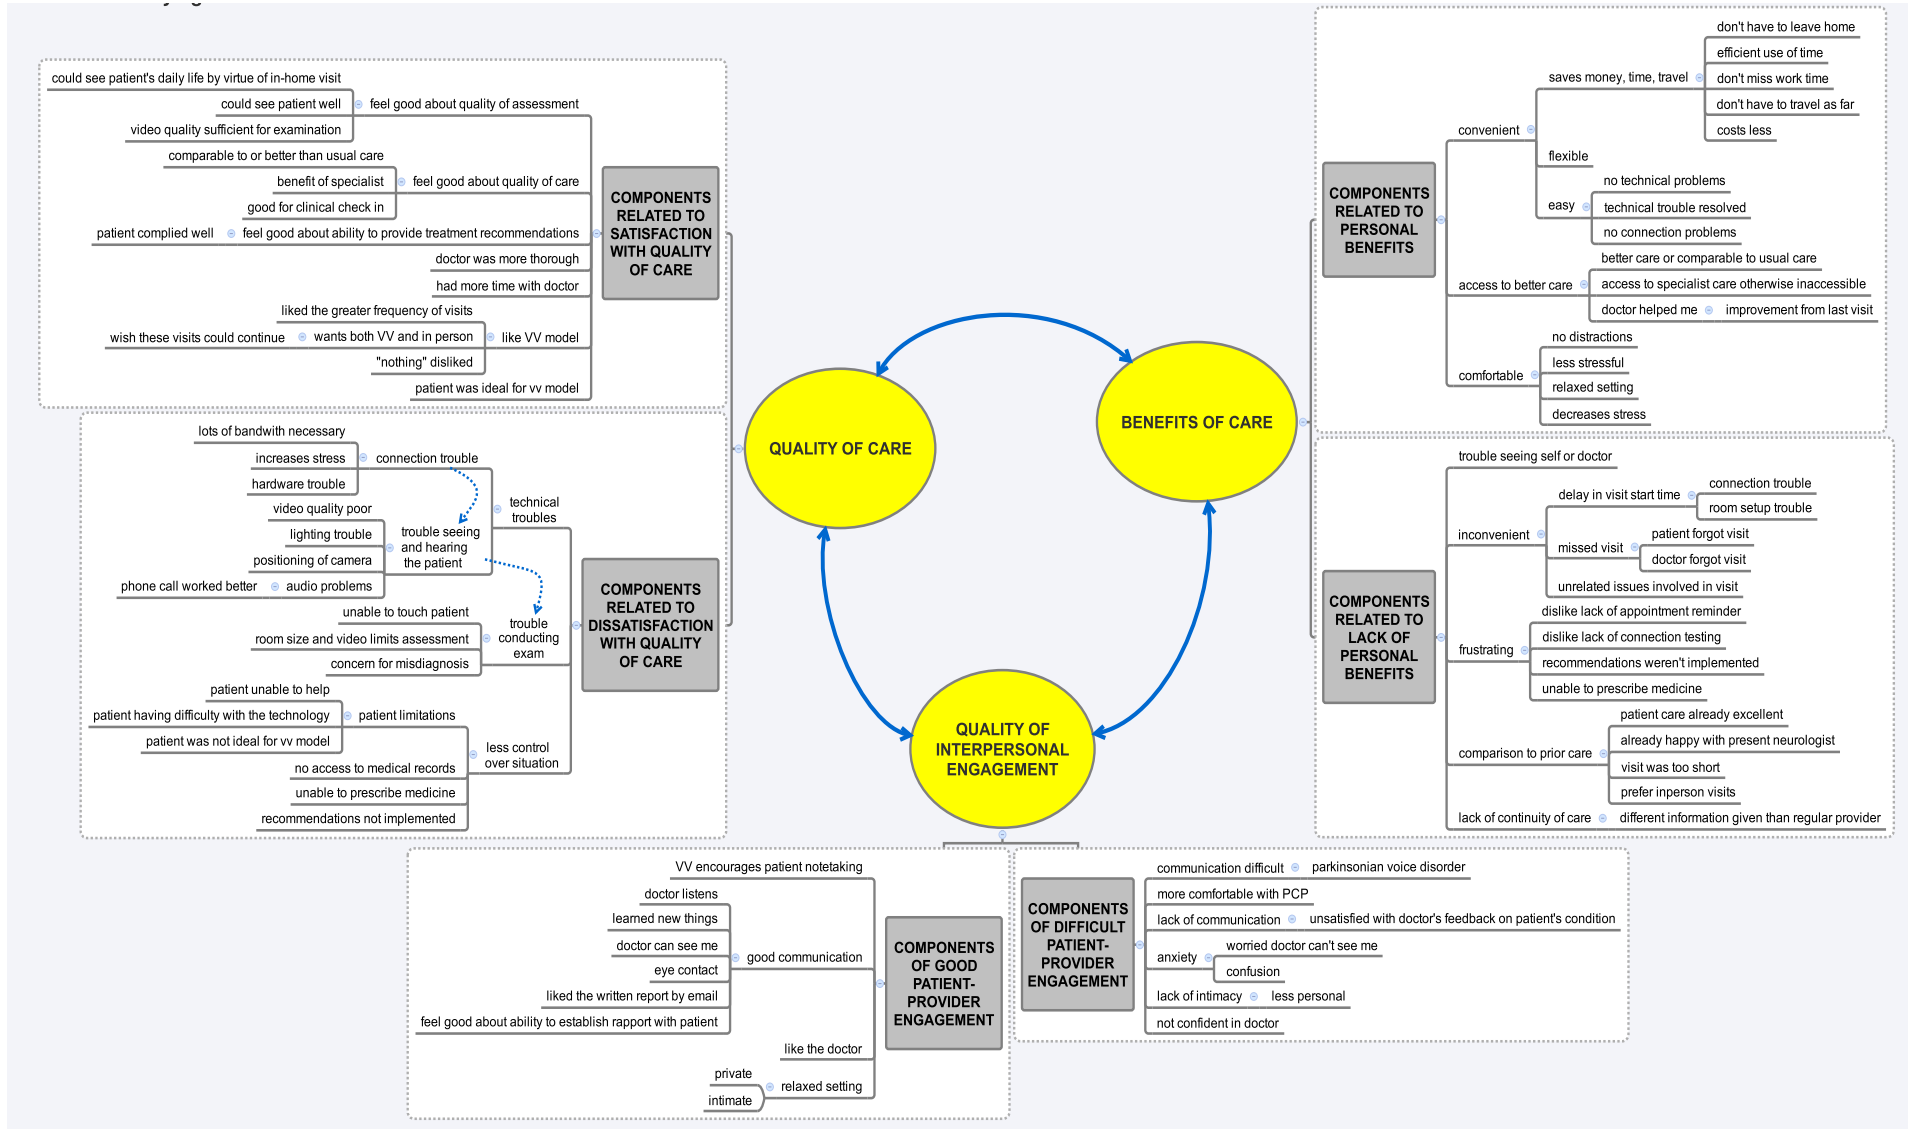 could see patient's daily life by virtue of in-home visit
could see patient well
feel good about quality of assessment
video quality sufficient for examination
comparable to or better than usual care
benefit of specialist
feel good about quality of care
good for clinical check in
patient complied well
feel good about ability to provide treatment recommendations
doctor was more thorough
had more time with doctor
liked the greater frequency of visits
wish these visits could continue
wants both VV and in person
like VV model
"nothing" disliked
patient was ideal for vv model
COMPONENTS
RELATED TO
SATISFACTION
WITH QUALITY
OF CARE
lots of bandwith necessary
increases stress
connection trouble
hardware trouble
technical
troubles
video quality poor
lighting trouble
trouble seeing
and hearing
the patient
positioning of camera
phone call worked better
audio problems
unable to touch patient
room size and video limits assessment
trouble
conducting
exam
concern for misdiagnosis
patient unable to help
patient having difficulty with the technology
patient limitations
patient was not ideal for vv model
less control
over situation
no access to medical records
unable to prescribe medicine
recommendations not implemented
COMPONENTS
RELATED TO
DISSATISFACTION
WITH QUALITY
OF CARE
QUALITY OF CARE
BENEFITS OF CARE
QUALITY OF
INTERPERSONAL
ENGAGEMENT
COMPONENTS
RELATED TO
PERSONAL
BENEFITS
convenient
saves money, time, travel
don't have to leave home
efficient use of time
don't miss work time
don't have to travel as far
costs less
flexible
easy
no technical problems
technical trouble resolved
no connection problems
access to better care
better care or comparable to usual care
access to specialist care otherwise inaccessible
doctor helped me
improvement from last visit
comfortable
no distractions
less stressful
relaxed setting
decreases stress
COMPONENTS
RELATED TO
LACK OF
PERSONAL
BENEFITS
trouble seeing self or doctor
inconvenient
delay in visit start time
connection trouble
room setup trouble
missed visit
patient forgot visit
doctor forgot visit
unrelated issues involved in visit
frustrating
dislike lack of appointment reminder
dislike lack of connection testing
recommendations weren't implemented
unable to prescribe medicine
comparison to prior care
patient care already excellent
already happy with present neurologist
visit was too short
prefer inperson visits
lack of continuity of care
different information given than regular provider
VV encourages patient notetaking
doctor listens
learned new things
doctor can see me
good communication
eye contact
liked the written report by email
feel good about ability to establish rapport with patient
like the doctor
private
relaxed setting
intimate
COMPONENTS
OF GOOD
PATIENT-
PROVIDER
ENGAGEMENT
COMPONENTS
OF DIFFICULT
PATIENT-
PROVIDER
ENGAGEMENT
communication difficult
parkinsonian voice disorder
more comfortable with PCP
lack of communication
unsatisfied with doctor's feedback on patient's condition
anxiety
worried doctor can't see me
confusion
lack of intimacy
less personal
not confident in doctor